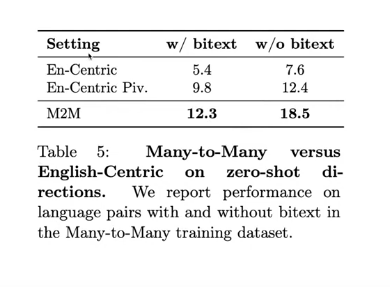 Setting w/ bitext w/o bitext
En-Centric 5.4 7.6
En-Centric Piv. 9.8 12.4
M2M 12.3 18.5
Table 5: Many-to-Many versus
English-Centric on zero-shot di-
rections. We report performance on
language pairs with and without bitext in
the Many-to-Many training dataset.